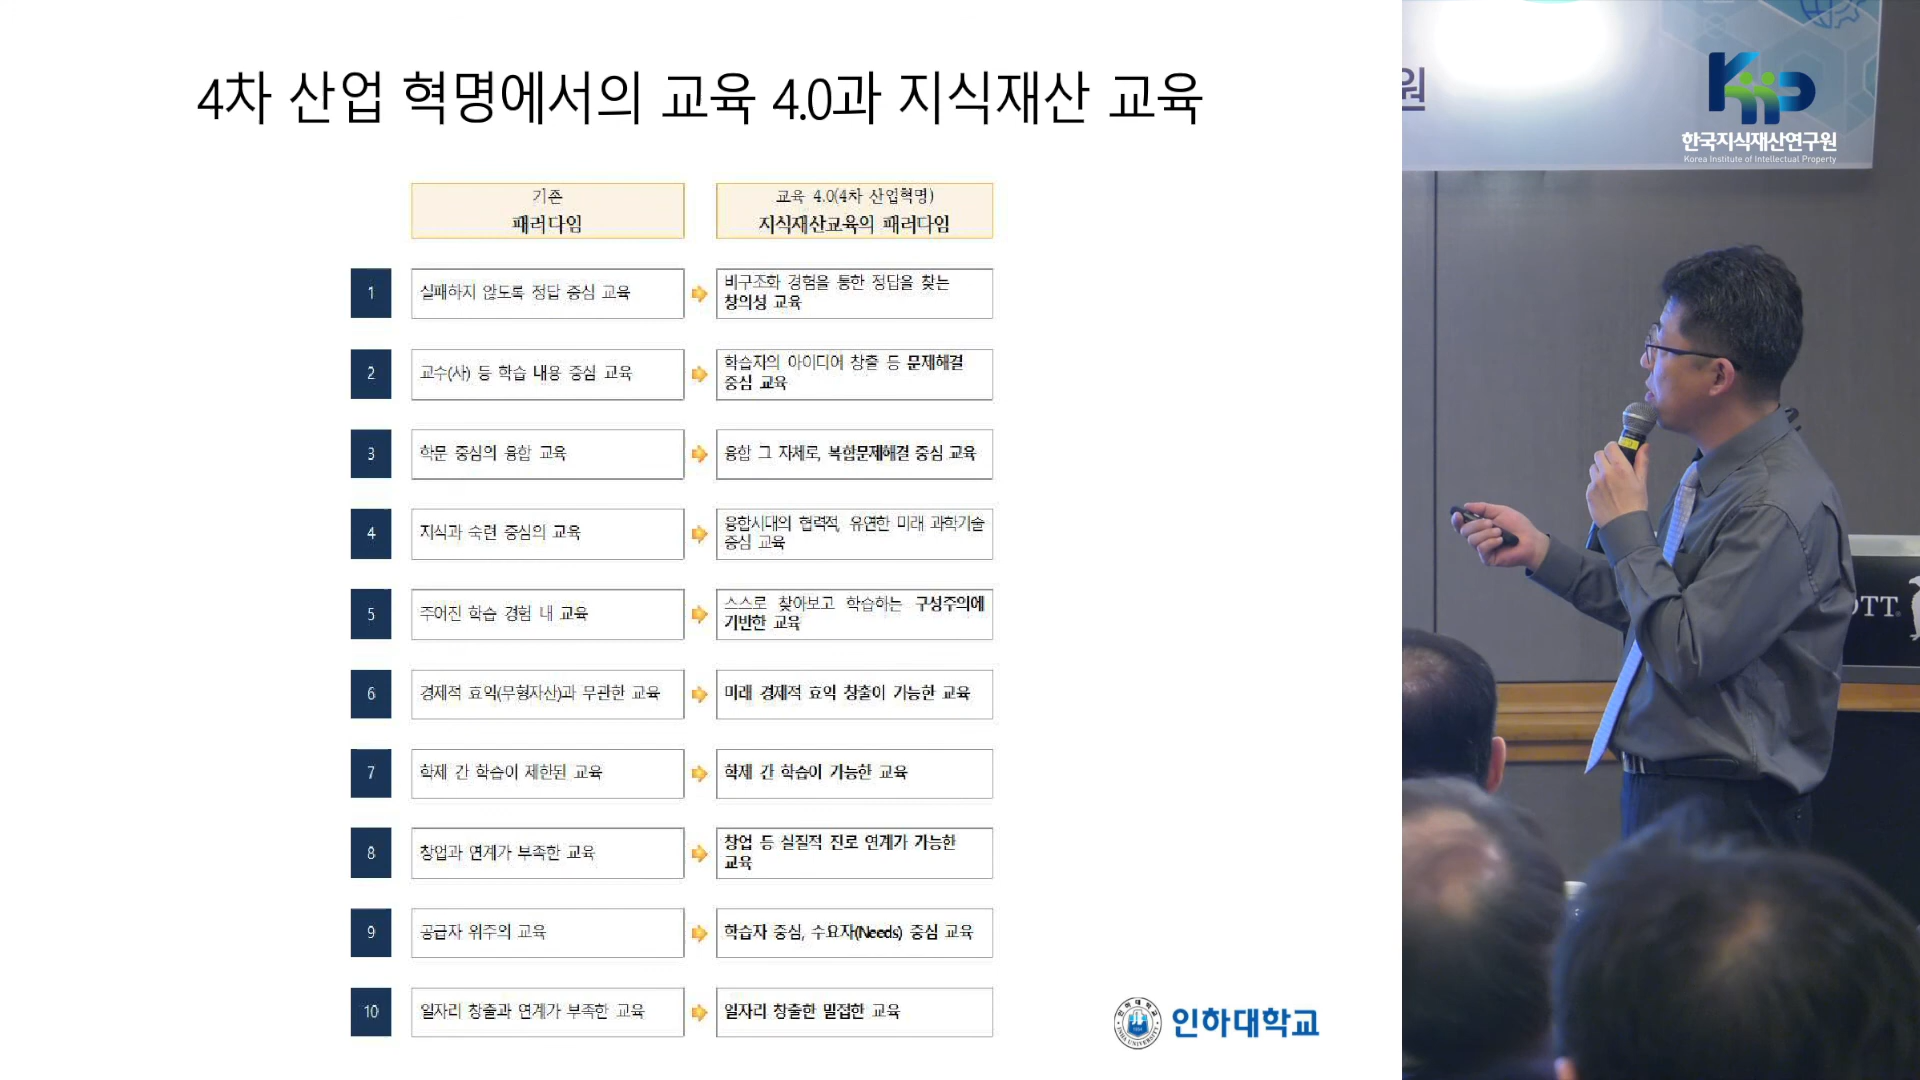 4차 산업 혁명에서의 교육 4.0과 지식재산 교육
기존
패러다임
교육 4.0(4차 산업혁명)
지식재산교육의 패러다임
1
실패하지 않도록 정답 중심 교육
비구조화 경험을 통한 정답을 찾는
창의성 교육
2
교수(사) 등 학습 내용 중심 교육
학습자의 아이디어 창출 등 문제해결
중심 교육
3
학문 중심의 융합 교육
융합 그 자체로, 복합문제해결 중심 교육
4
지식과 숙련 중심의 교육
융합시대의 협력적, 유연한 미래 과학기술
중심 교육
5
주어진 학습 경험 내 교육
스스로 찾아보고 학습하는 구성주의에
기반한 교육
6
경제적 효익(무형자산)과 무관한 교육
미래 경제적 효익 창출이 가능한 교육
7
학제 간 학습이 제한된 교육
학제 간 학습이 가능한 교육
8
창업과 연계가 부족한 교육
창업 등 실질적 진로 연계가 가능한
교육
9
공급자 위주의 교육
학습자 중심, 수요자(Needs) 중심 교육
10
일자리 창출과 연계가 부족한 교육
일자리 창출한 밀접한 교육
인하대학교
원
KIIP
한국지식재산연구원
Korea Institute of Intellectual Property
OTT